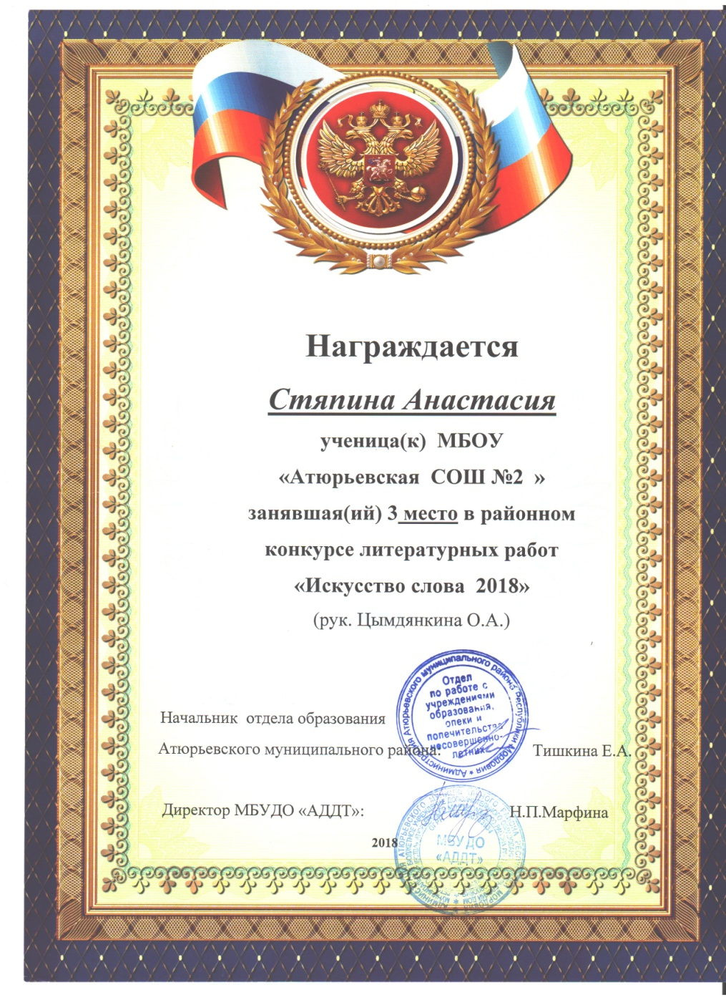 Награждается
Стяпина Анастасия
ученица(к) МБОУ
«Атюрьевская СОШ №2 »
занявшая(ий) 3 место в районном
конкурсе литературных работ
«Искусство слова 2018»
(рук. Цымдянкина О.А.)
Отдел
по работе с
учреждениями
образования,
опеки и
попечительства
несовершенно-
летних
Администрация Атюрьевского муниципального района Республики Мордовия
Начальник отдела образования
Атюрьевского муниципального района:
Тишкина Е.А.
Директор МБУДО «АДДТ»:
Н.П.Марфина
2018
МБУДО
«АДДТ»